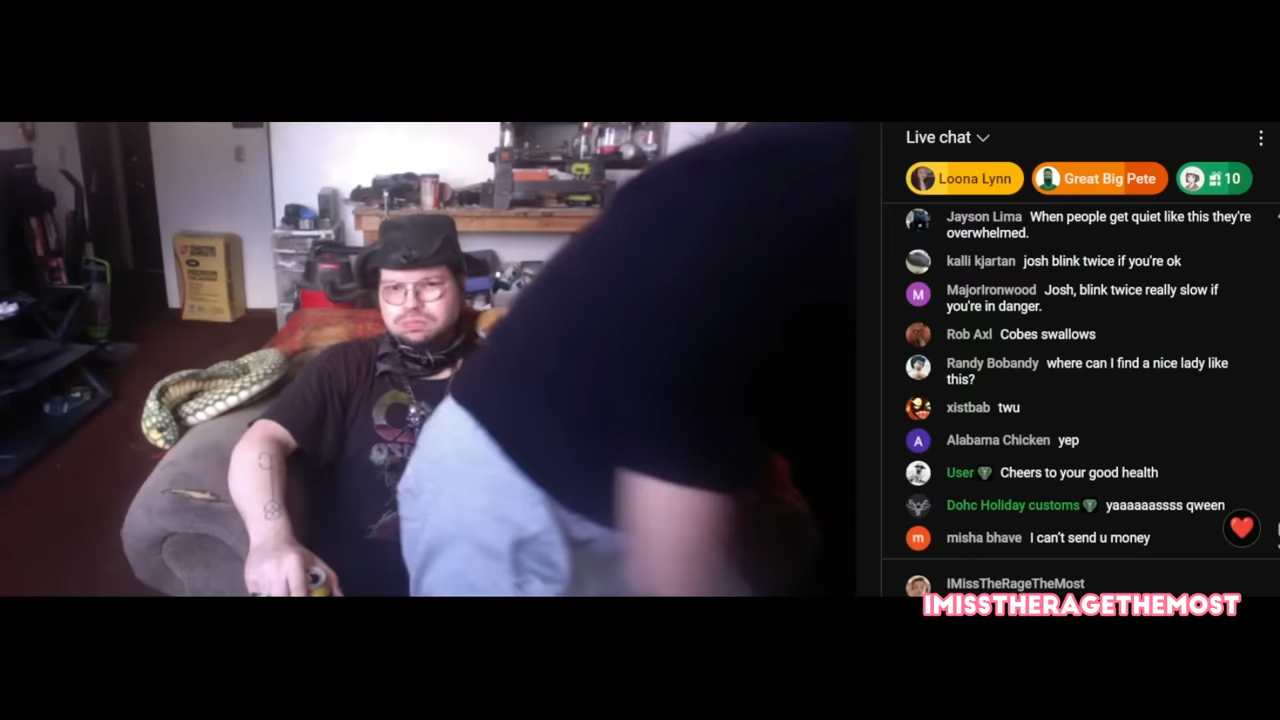 Live chat
Loona Lynn
Great Big Pete
10
Jayson Lima When people get quiet like this they're
overwhelmed.
kalli kjartan josh blink twice if you're ok
MajorIronwood Josh, blink twice really slow if
M
you're in danger.
Rob Axl Cobes swallows
Randy Bobandy where can I find a nice lady like
this?
xistbab twu
A
Alabama Chicken yep
User Cheers to your good health
Dohc Holiday customs yaaaaaassss qween
m
misha bhave I can't send u money
IMissTheRageTheMost
IMISSTHERAGETHEMOST